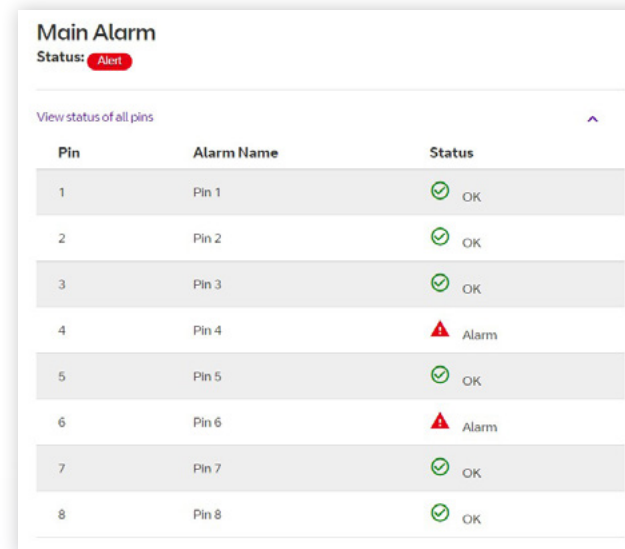 Main Alarm
Status: Alert
View status of all pins
Pin Alarm Name Status
1 Pin 1 OK
2 Pin 2 OK
3 Pin 3 OK
4 Pin 4 Alarm
5 Pin 5 OK
6 Pin 6 Alarm
7 Pin 7 OK
8 Pin 8 OK